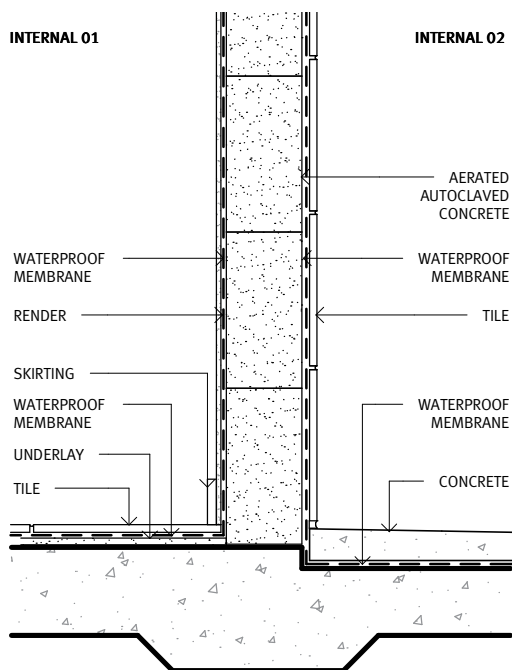 INTERNAL 01
INTERNAL 02
AERATED
AUTOCLAVED
CONCRETE
WATERPROOF
MEMBRANE
WATERPROOF
MEMBRANE
RENDER
TILE
SKIRTING
WATERPROOF
MEMBRANE
WATERPROOF
MEMBRANE
UNDERLAY
CONCRETE
TILE